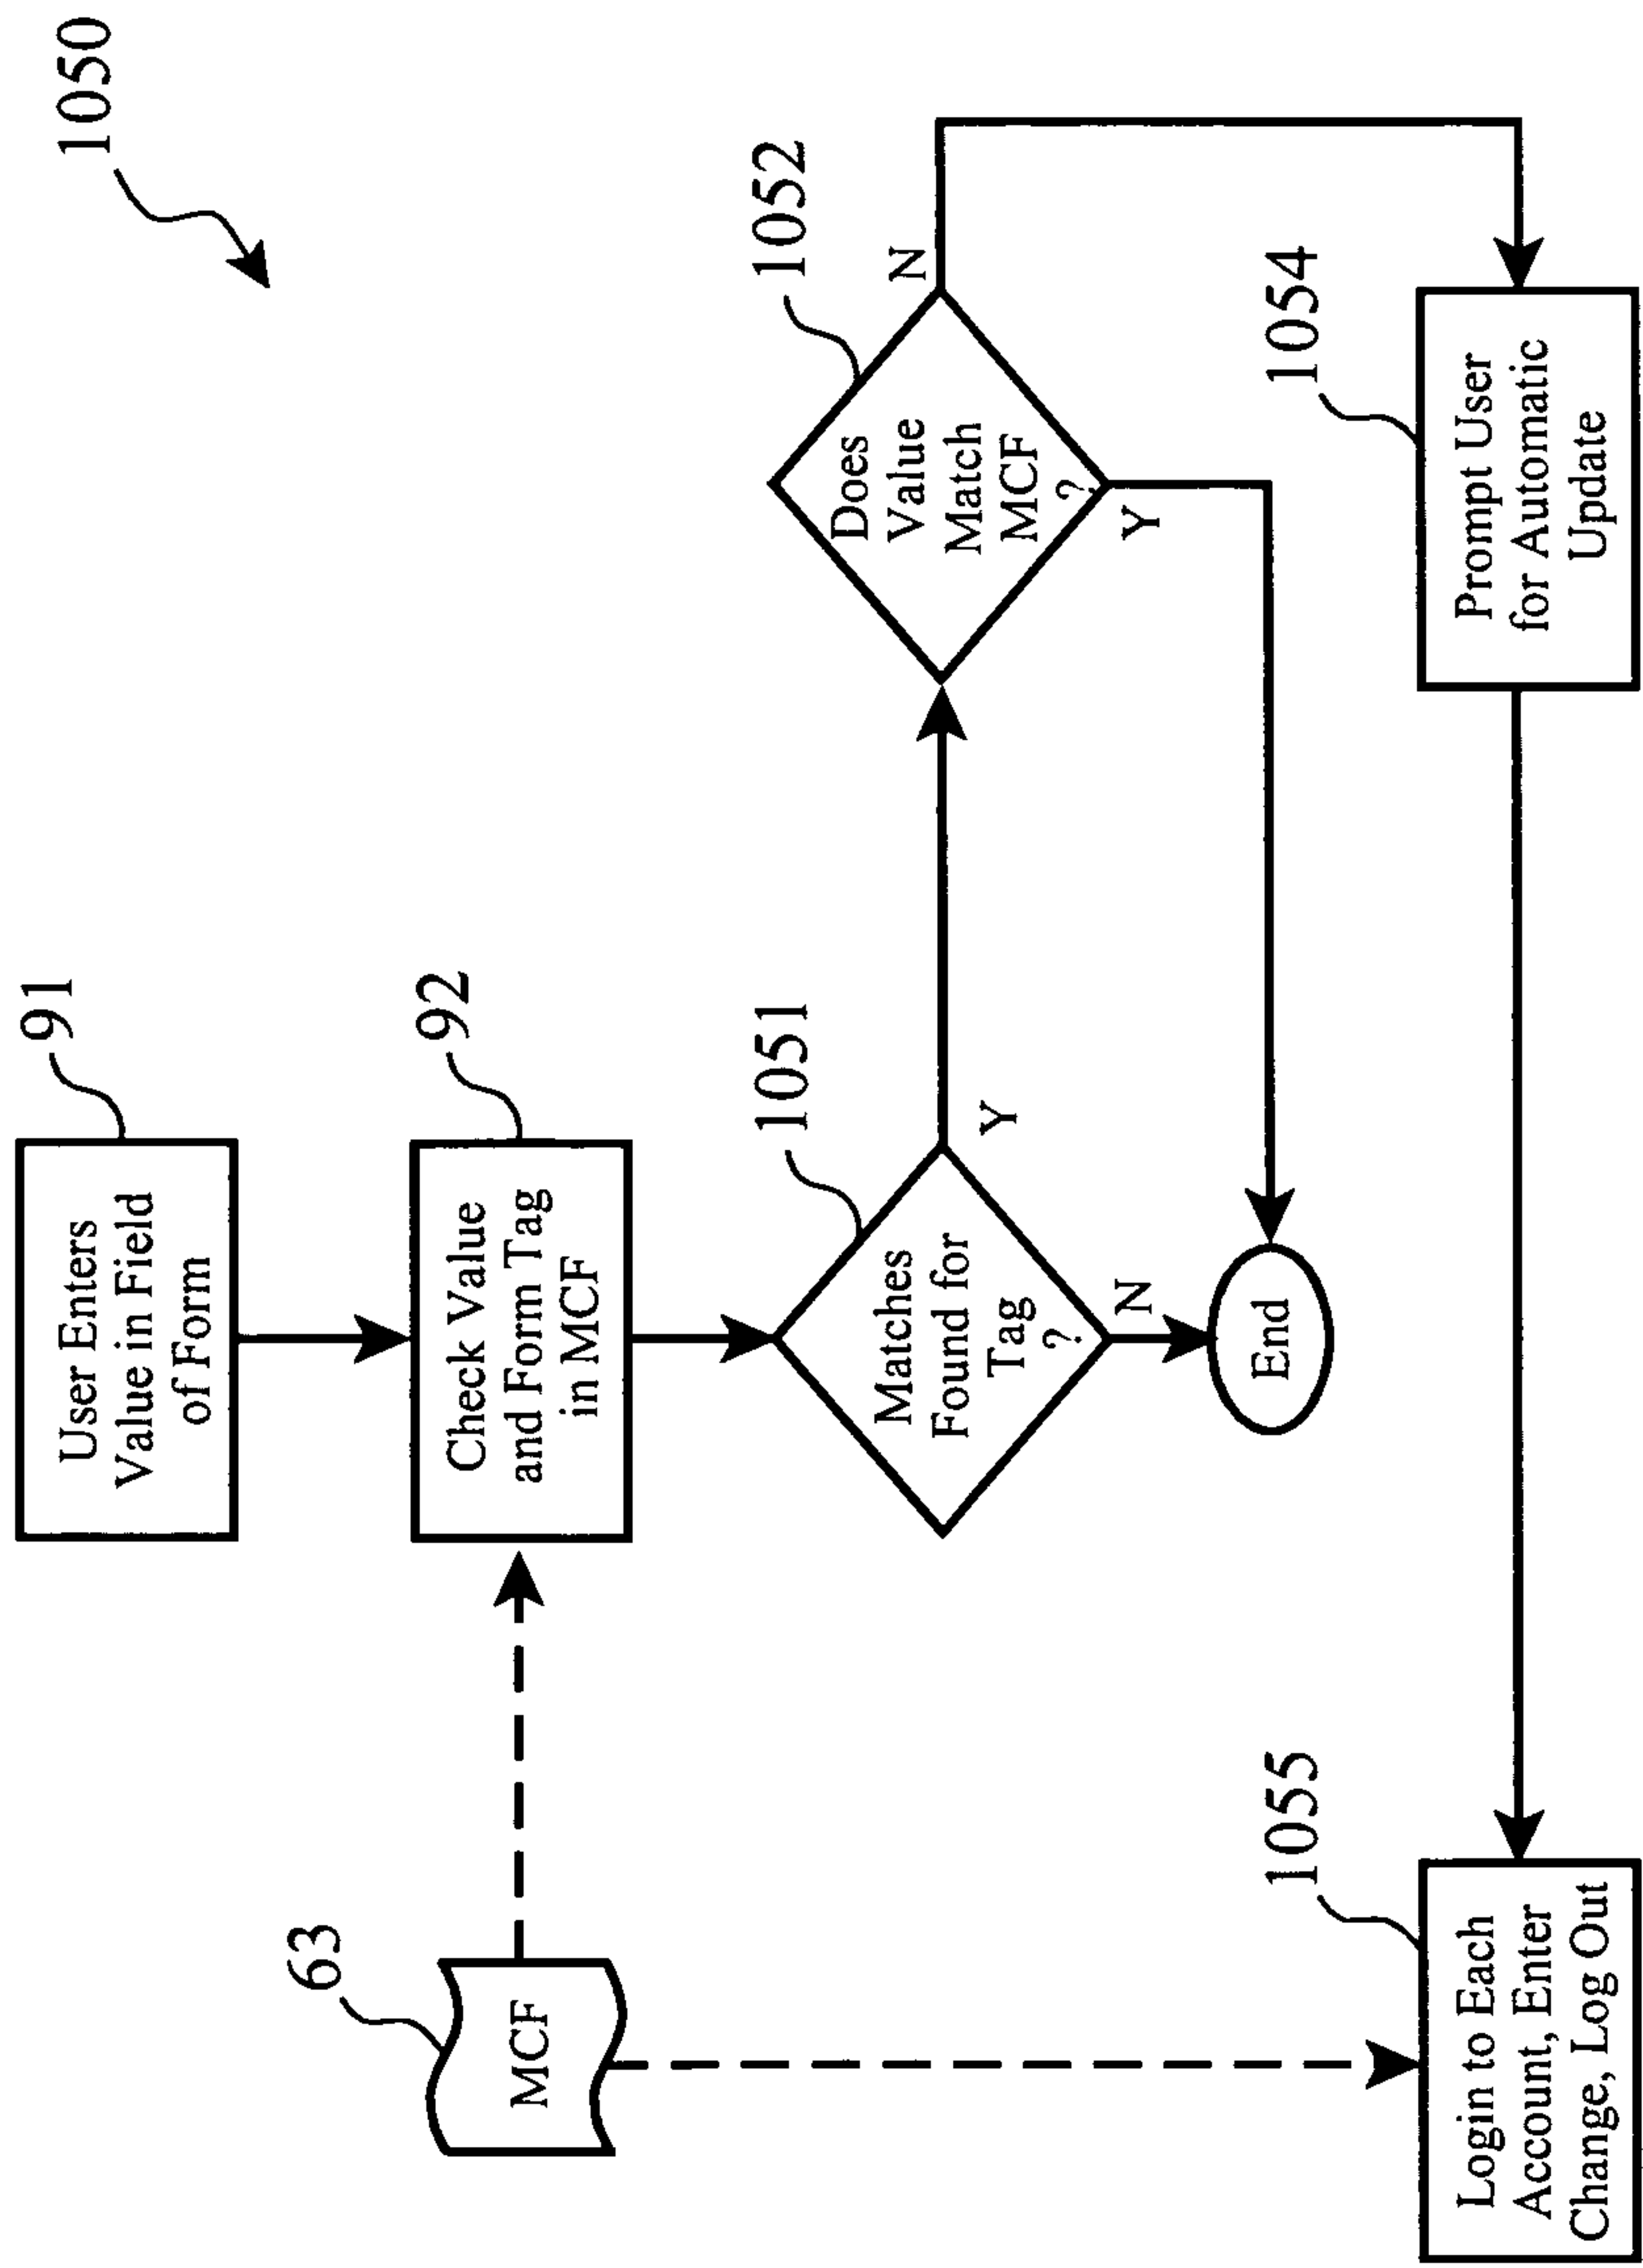 1050
91
User Enters
Value in Field
of Form
92
Check Value
and Form Tag
in MCF
63
MCF
1051
Matches
Found for
Tag
?
Y
N
1052
Does
Value
Match
MCF
?
N
Y
End
1054
Prompt User
for Automatic
Update
1055
Login to Each
Account, Enter
Change, Log Out